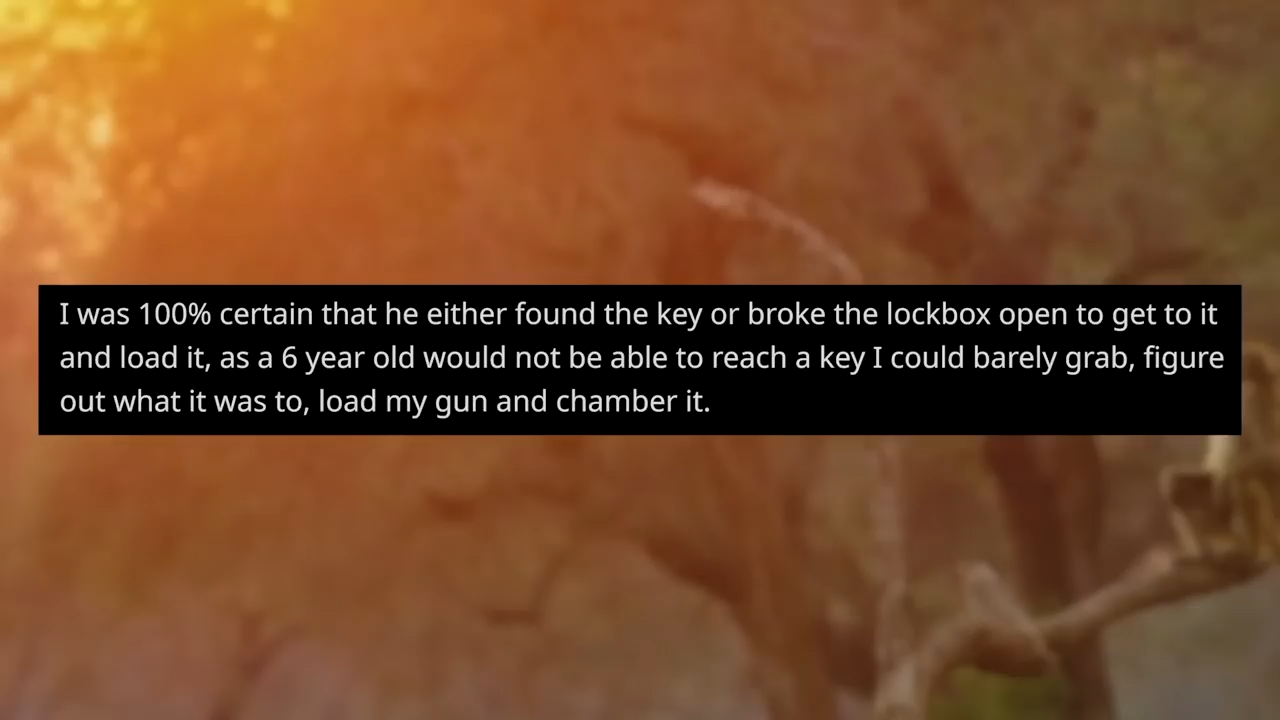 I was 100% certain that he either found the key or broke the lockbox open to get to it
and load it, as a 6 year old would not be able to reach a key I could barely grab, figure
out what it was to, load my gun and chamber it.